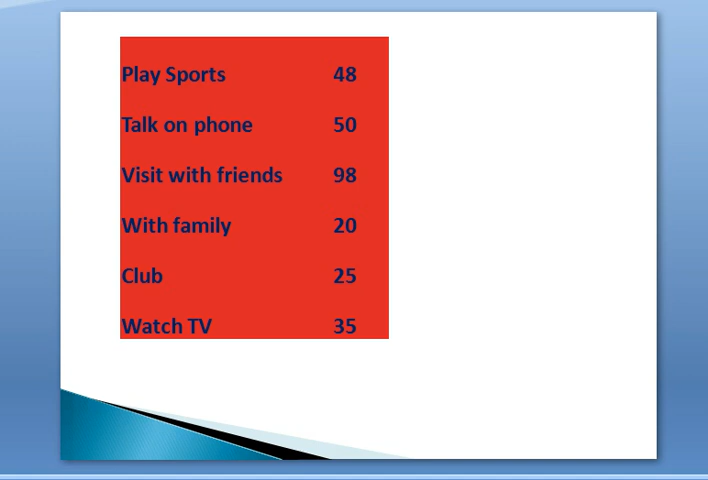 Play Sports 48
Talk on phone 50
Visit with friends 98
With family 20
Club 25
Watch TV 35